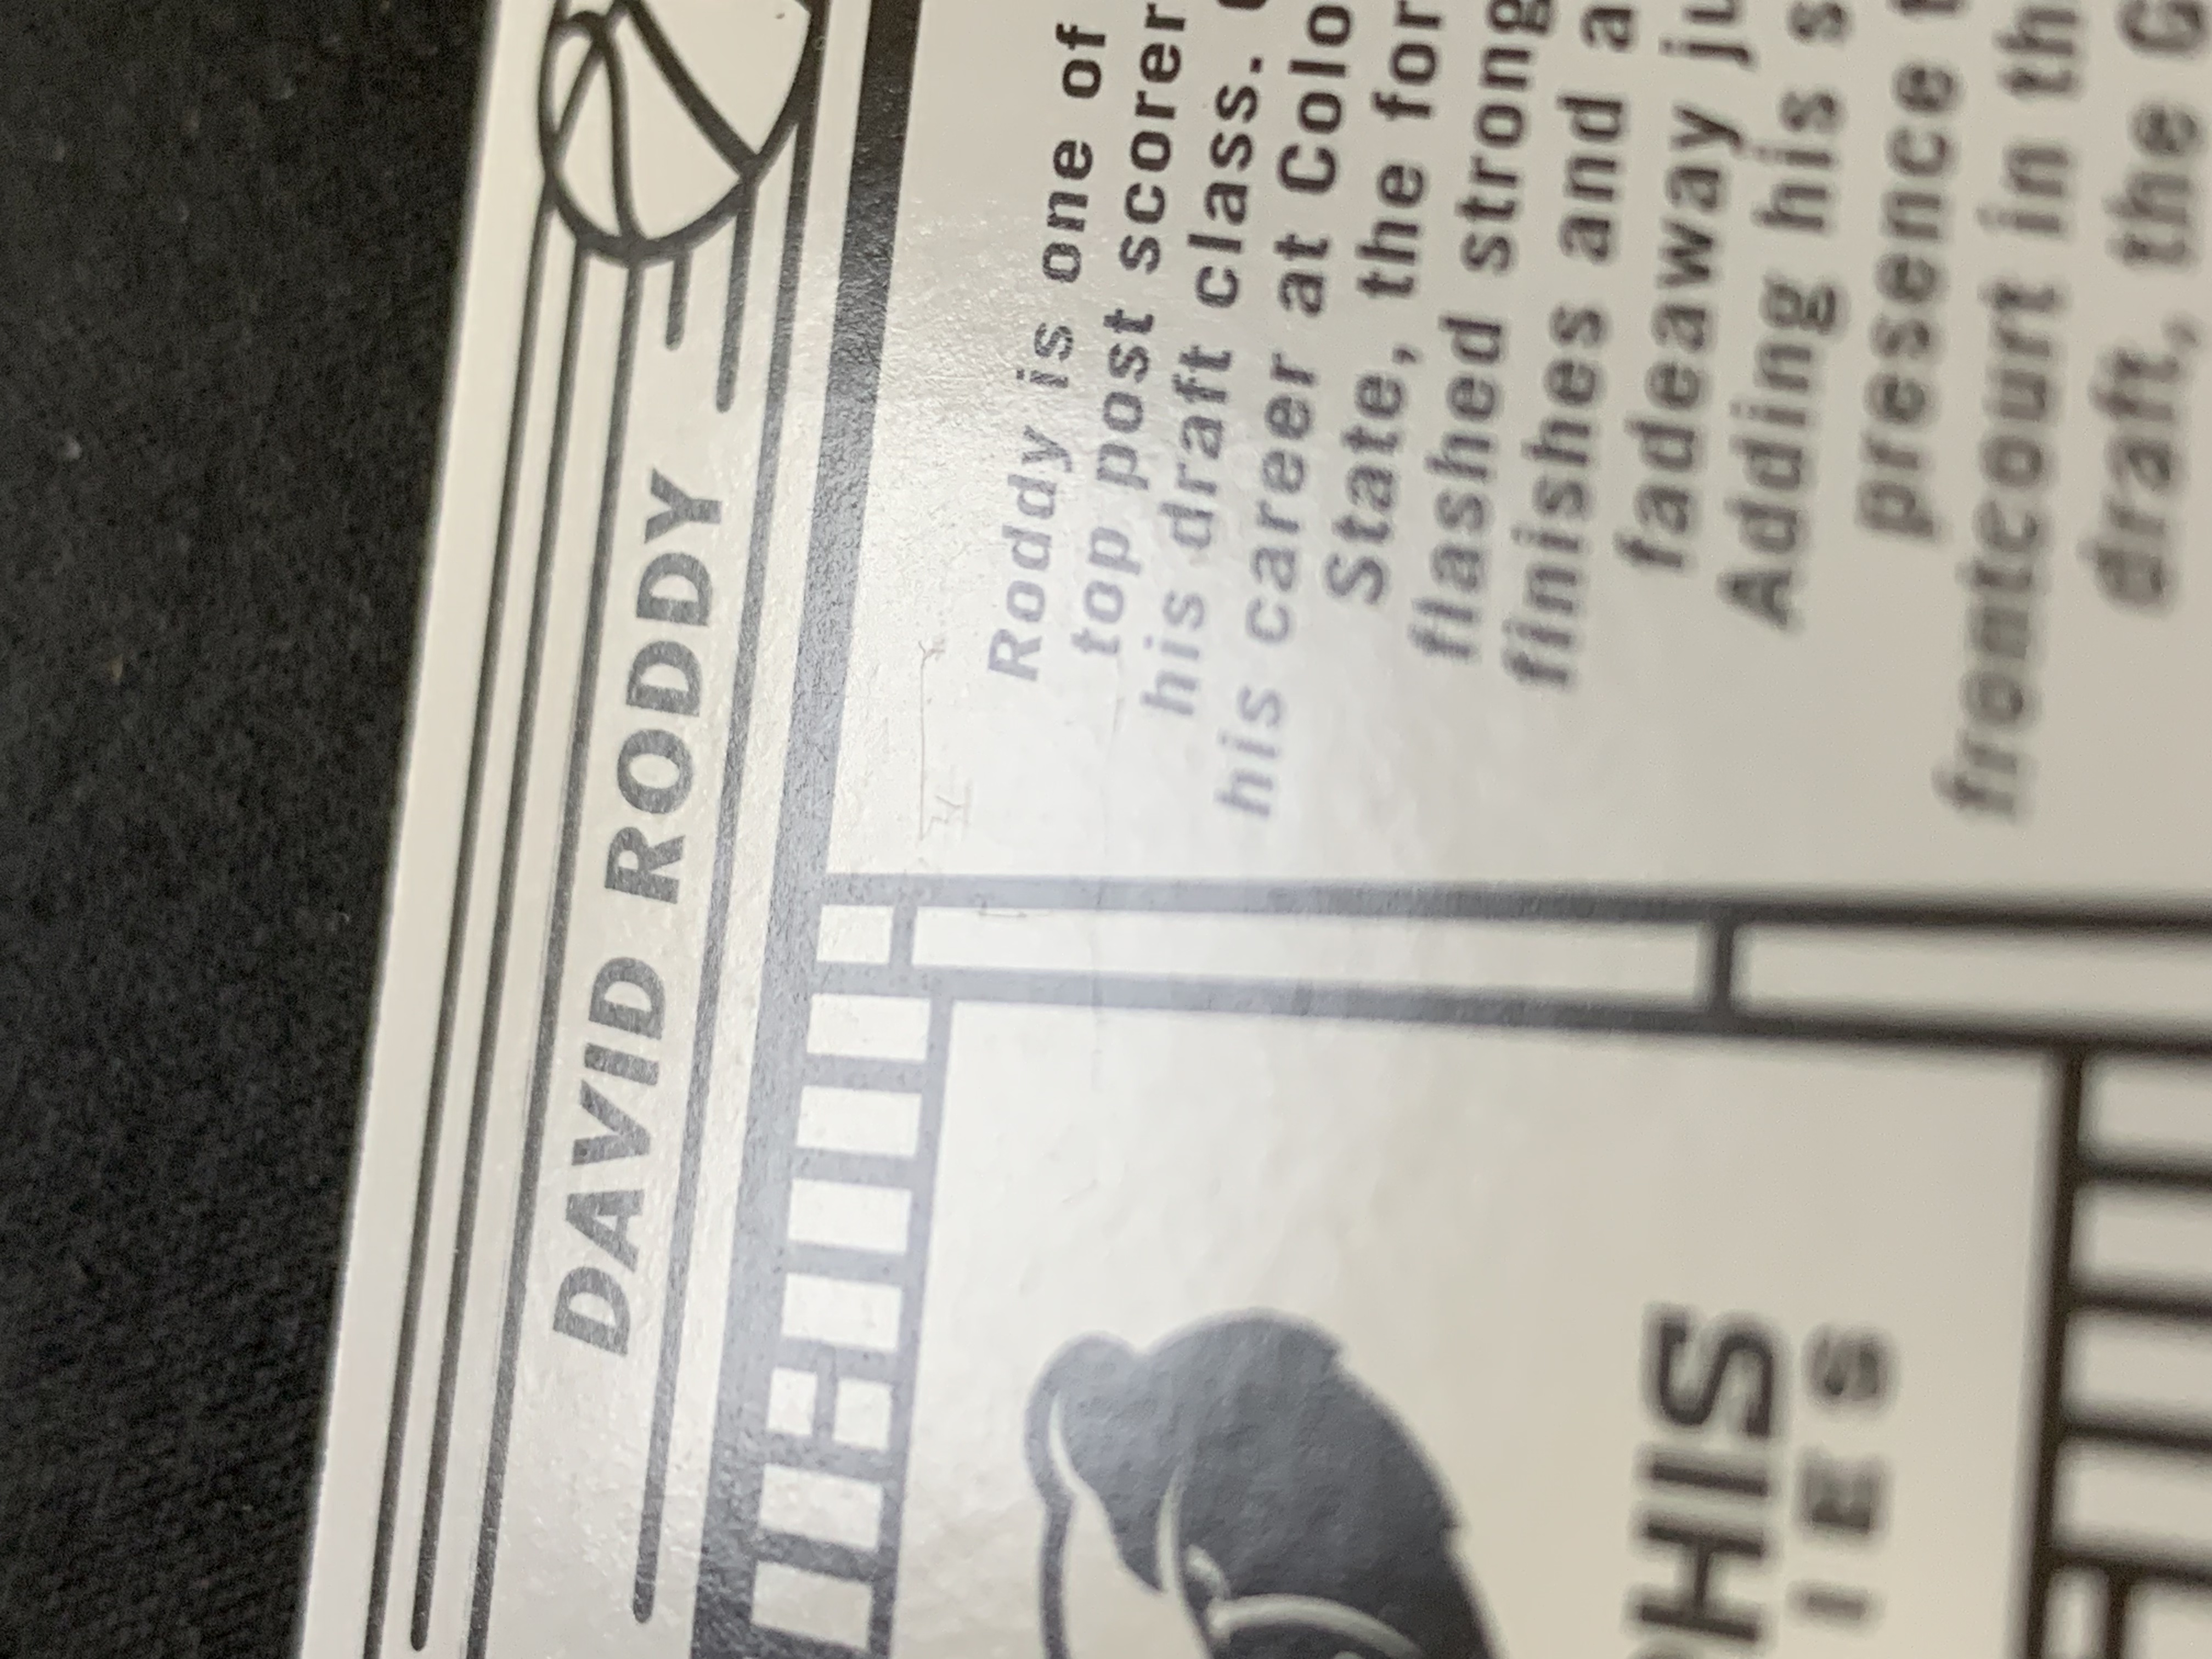 DAVID RODDY
Roddy is one of
top post scorer
his draft class.
his career at Colo
State, the for
flashed strong
finishes and a
fadeaway ju
Adding his s
presence t
frontcourt in th
draft, the G
PHIS
IES